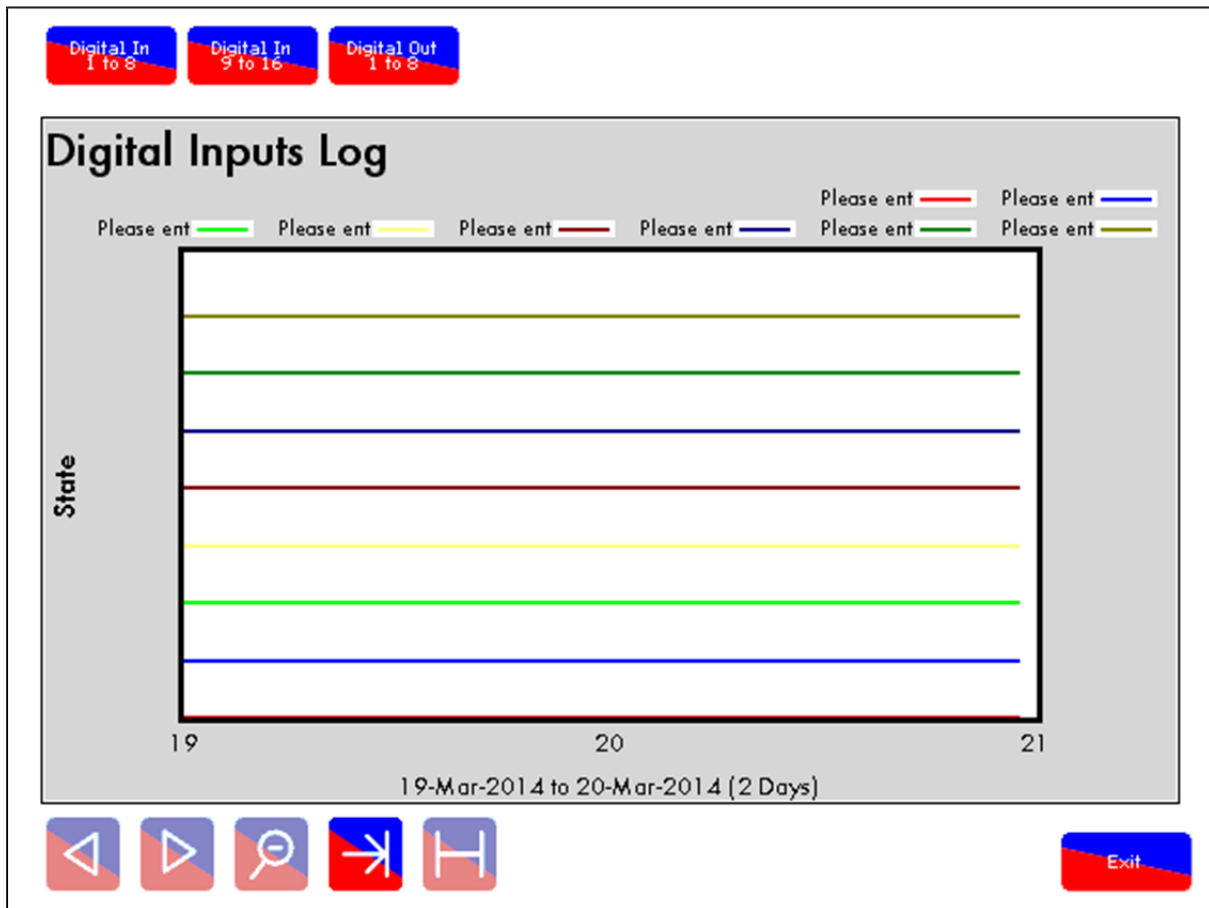 Digital In
1 to 8
Digital In
9 to 16
Digital Out
1 to 8
Digital Inputs Log
Please ent
Please ent
Please ent
Please ent
Please ent
Please ent
Please ent
Please ent
State
19
20
21
19-Mar-2014 to 20-Mar-2014 (2 Days)
Exit